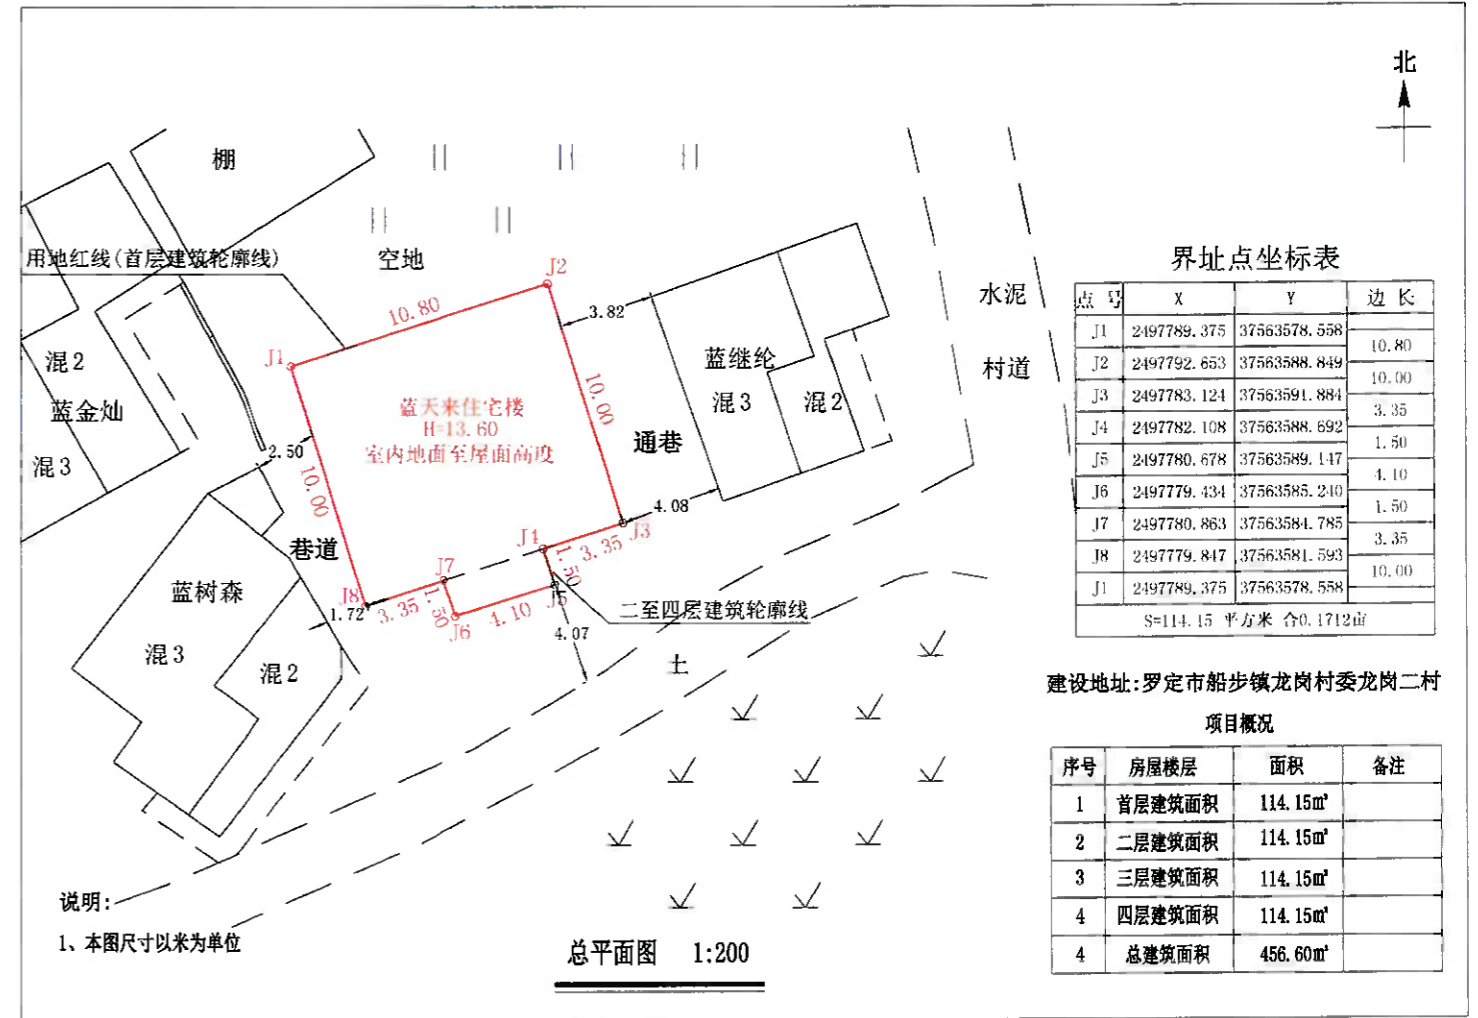 北
棚
用地红线(首层建筑轮廓线)
空地
J2
10.80
3.82
水泥
村道
J1
混2
蓝金灿
混3
2.50
蓝天来住宅楼
H=13.60
室内地面至屋面高度
10.00
10.00
通巷
蓝继纶
混3
混2
4.08
J3
J4
3.35
1.50
J5
巷道
J7
J8
3.35
1.50
J6
4.10
1.72
4.07
二至四层建筑轮廓线
土
蓝树森
混3
混2
界址点坐标表
点号 X Y 边长
J1 2497789.375 37563578.558
10.80
J2 2497792.653 37563588.849
10.00
J3 2497783.124 37563591.884
3.35
J4 2497782.108 37563588.692
1.50
J5 2497780.678 37563589.147
4.10
J6 2497779.434 37563585.240
1.50
J7 2497780.863 37563584.785
3.35
J8 2497779.847 37563581.593
10.00
J1 2497789.375 37563578.558
S=114.15 平方米 合0.1712亩
建设地址:罗定市船步镇龙岗村委龙岗二村
项目概况
序号 房屋楼层 面积 备注
1 首层建筑面积 114.15㎡
2 二层建筑面积 114.15㎡
3 三层建筑面积 114.15㎡
4 四层建筑面积 114.15㎡
4 总建筑面积 456.60㎡
说明:
1、本图尺寸以米为单位
总平面图 1:200